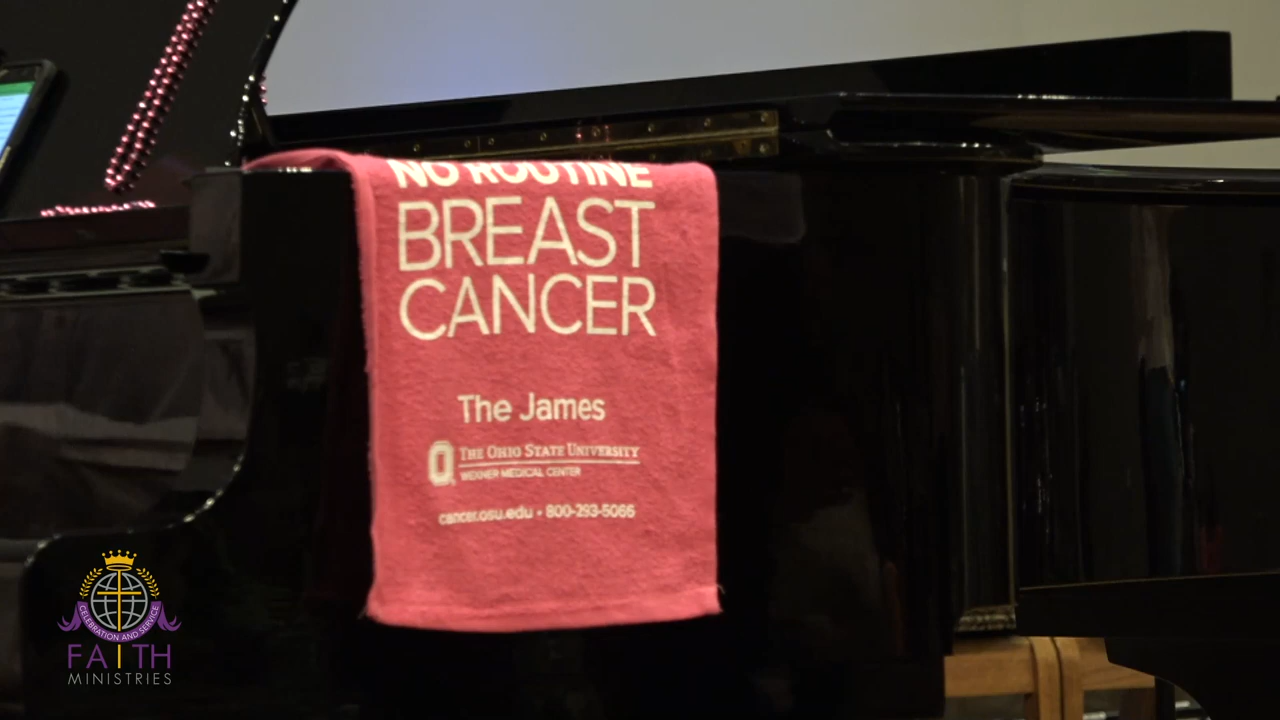 NO ROUTINE
BREAST
CANCER
The James
THE OHIO STATE UNIVERSITY
WEXNER MEDICAL CENTER
cancer.osu.edu • 800-293-5066
CELEBRATION AND SERVICE
FAITH
MINISTRIES